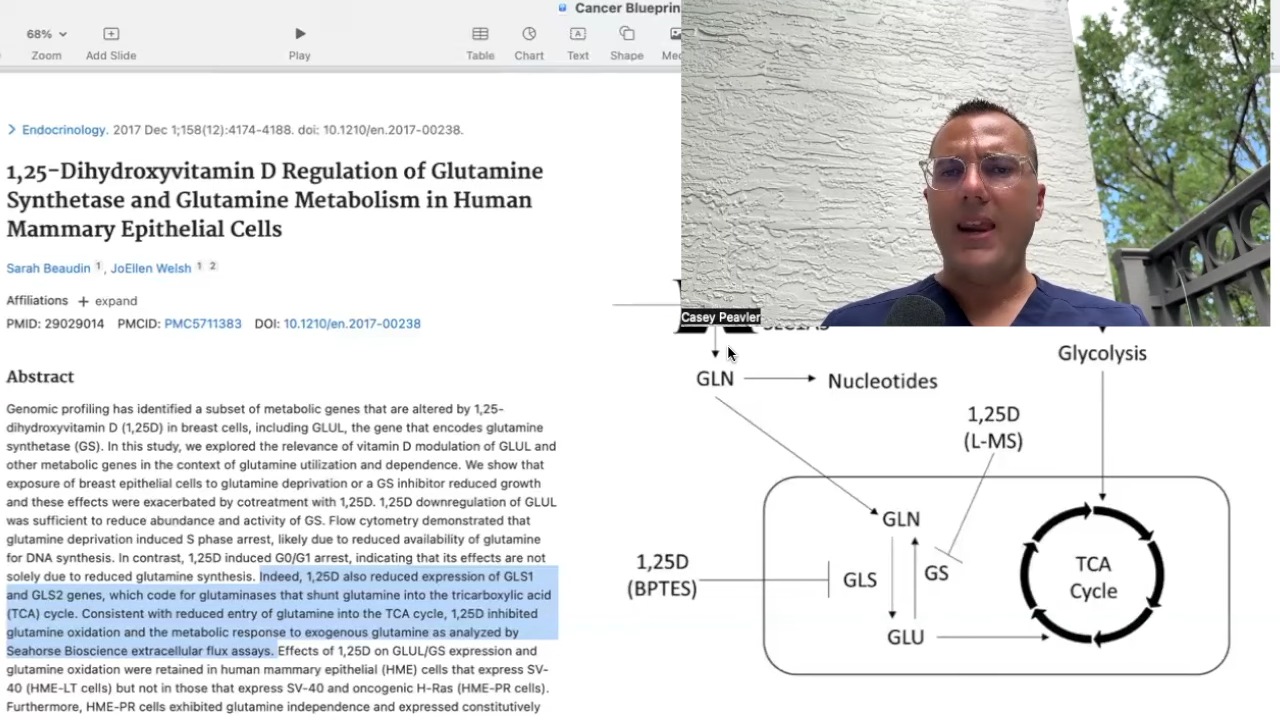 Cancer Blueprin
68%
Zoom
Add Slide
Play
Table
Chart
Text
Shape
Endocrinology. 2017 Dec 1;158(12):4174-4188. doi: 10.1210/en.2017-00238.
1,25-Dihydroxyvitamin D Regulation of Glutamine
Synthetase and Glutamine Metabolism in Human
Mammary Epithelial Cells
Sarah Beaudin 1 , JoEllen Welsh 1 2
Affiliations + expand
PMID: 29029014 PMCID: PMC5711383 DOI: 10.1210/en.2017-00238
Abstract
Genomic profiling has identified a subset of metabolic genes that are altered by 1,25-
dihydroxyvitamin D (1,25D) in breast cells, including GLUL, the gene that encodes glutamine
synthetase (GS). In this study, we explored the relevance of vitamin D modulation of GLUL and
other metabolic genes in the context of glutamine utilization and dependence. We show that
exposure of breast epithelial cells to glutamine deprivation or a GS inhibitor reduced growth
and these effects were exacerbated by cotreatment with 1,25D. 1,25D downregulation of GLUL
was sufficient to reduce abundance and activity of GS. Flow cytometry demonstrated that
glutamine deprivation induced S phase arrest, likely due to reduced availability of glutamine
for DNA synthesis. In contrast, 1,25D induced G0/G1 arrest, indicating that its effects are not
solely due to reduced glutamine synthesis. Indeed, 1,25D also reduced expression of GLS1
and GLS2 genes, which code for glutaminases that shunt glutamine into the tricarboxylic acid
(TCA) cycle. Consistent with reduced entry of glutamine into the TCA cycle, 1,25D inhibited
glutamine oxidation and the metabolic response to exogenous glutamine as analyzed by
Seahorse Bioscience extracellular flux assays. Effects of 1,25D on GLUL/GS expression and
glutamine oxidation were retained in human mammary epithelial (HME) cells that express SV-
40 (HME-LT cells) but not in those that express SV-40 and oncogenic H-Ras (HME-PR cells).
Furthermore, HME-PR cells exhibited glutamine independence and expressed constitutively
Casey Peavler
GLN
Nucleotides
Glycolysis
1,25D
(L-MS)
GLN
1,25D
(BPTES)
GLS
GS
GLU
TCA
Cycle